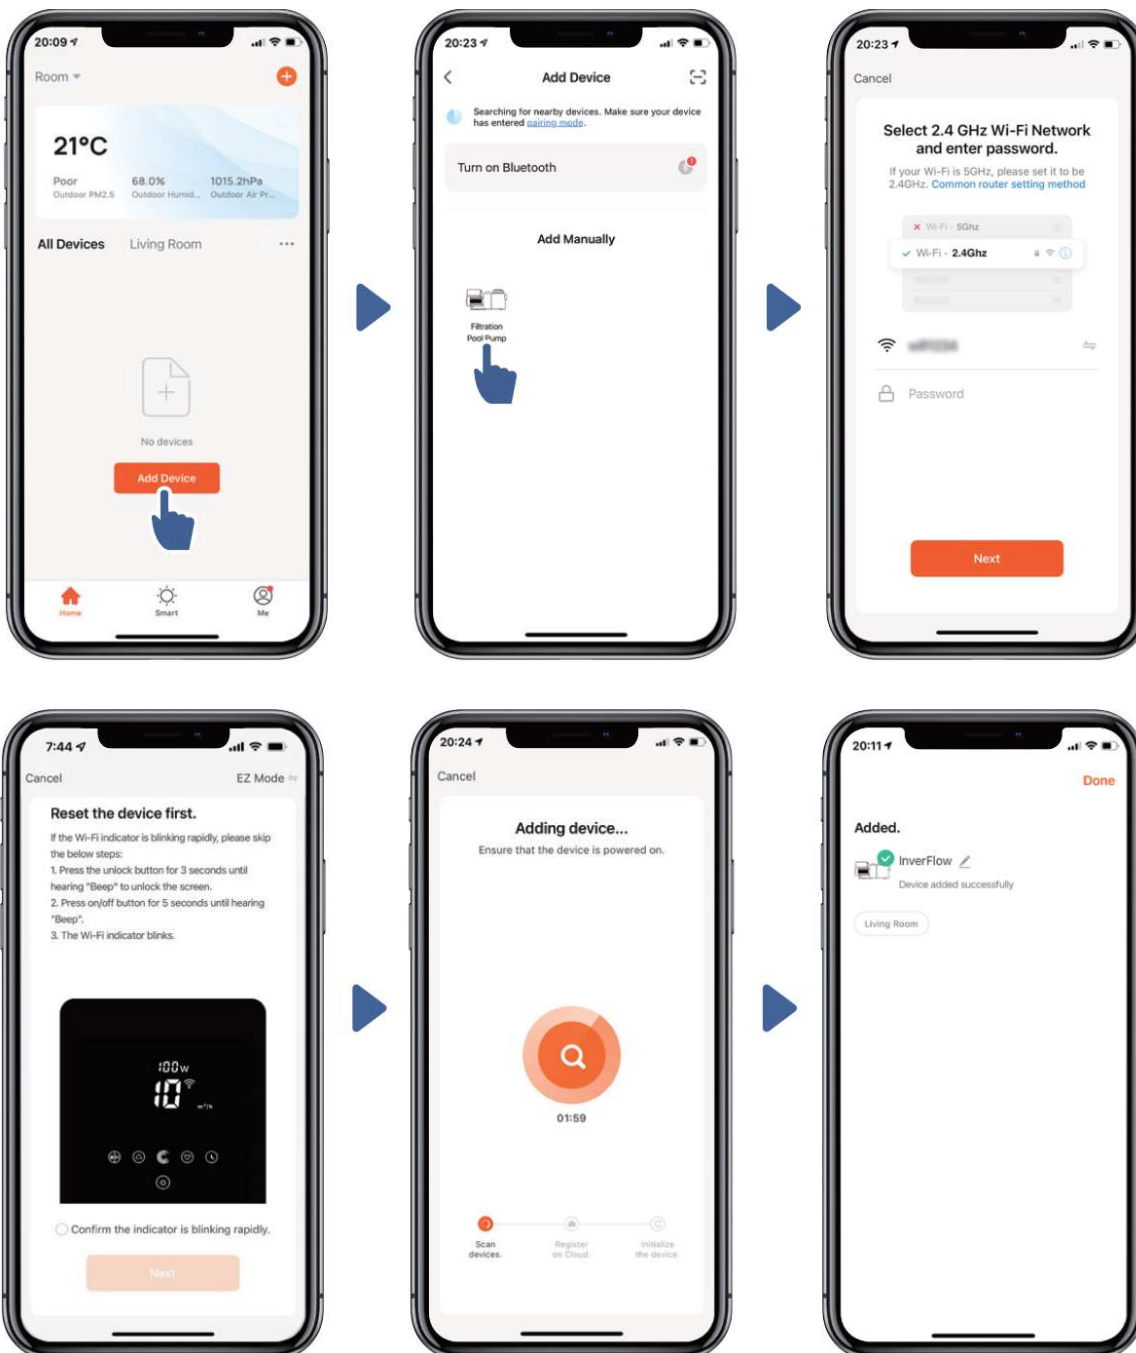 20:09
Room
21°C
Poor 68.0% 1015.2hPa
Outdoor PM2.5 Outdoor Humid... Outdoor Air Pr...
All Devices Living Room ...
No devices
Add Device
Home Smart Me
20:23
Add Device
Searching for nearby devices. Make sure your device
has entered pairing mode.
Turn on Bluetooth
Add Manually
Filtration
Pool Pump
20:23
Cancel
Select 2.4 GHz Wi-Fi Network
and enter password.
If your Wi-Fi is 5GHz, please set it to be
2.4GHz. Common router setting method
Wi-Fi - 5Ghz
Wi-Fi - 2.4Ghz
Password
Next
7:44
Cancel EZ Mode
Reset the device first.
If the Wi-Fi indicator is blinking rapidly, please skip
the below steps:
1. Press the unlock button for 3 seconds until
hearing "Beep" to unlock the screen.
2. Press on/off button for 5 seconds until hearing
"Beep".
3. The Wi-Fi indicator blinks.
100w
10
m³/h
Confirm the indicator is blinking rapidly.
Next
20:24
Cancel
Adding device...
Ensure that the device is powered on.
01:59
Scan Register Initialize
devices. on Cloud. the device.
20:11
Done
Added.
InverFlow
Device added successfully
Living Room